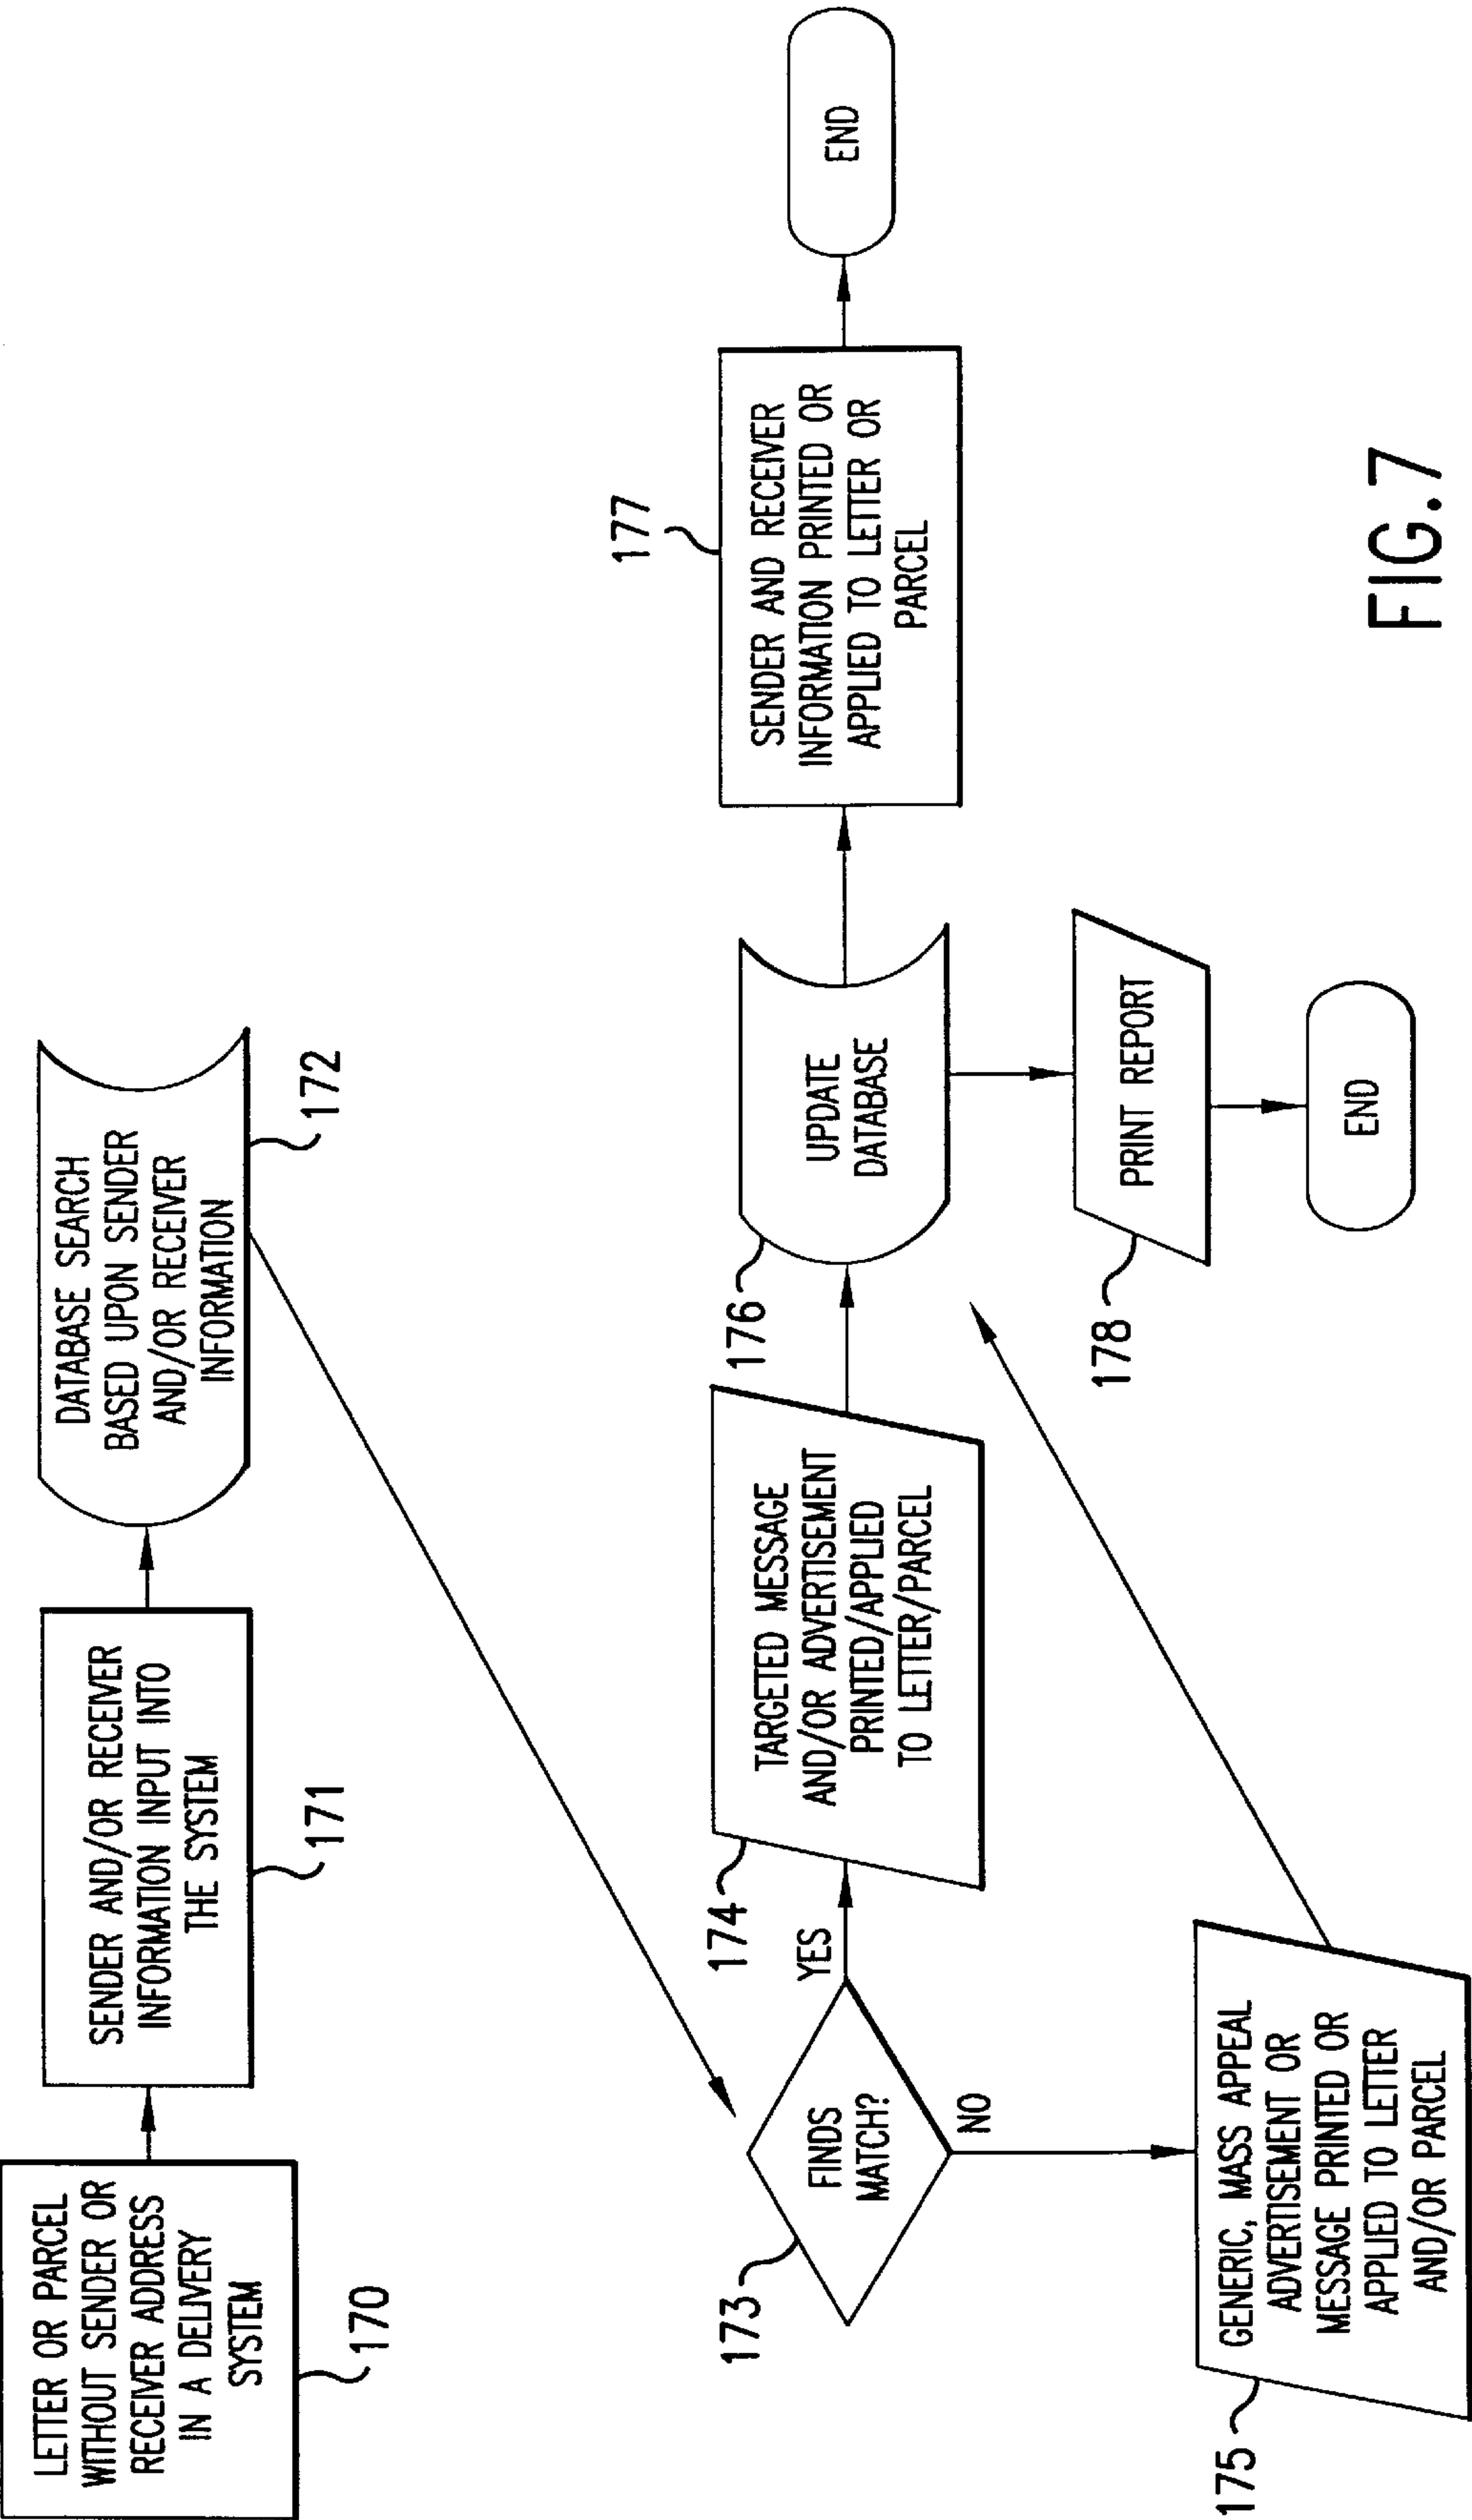 LETTER OR PARCEL
WITHOUT SENDER OR
RECEIVER ADDRESS
IN A DELIVERY
SYSTEM
170
SENDER AND/OR RECEIVER
INFORMATION INPUT INTO
THE SYSTEM
171
DATABASE SEARCH
BASED UPON SENDER
AND/OR RECEIVER
INFORMATION
172
173
FINDS
MATCH?
YES
NO
174
TARGETED MESSAGE
AND/OR ADVERTISEMENT
PRINTED/APPLIED
TO LETTER/PARCEL
175
GENERIC, MASS APPEAL
ADVERTISEMENT OR
MESSAGE PRINTED OR
APPLIED TO LETTER
AND/OR PARCEL
176
UPDATE
DATABASE
177
SENDER AND RECEIVER
INFORMATION PRINTED OR
APPLIED TO LETTER OR
PARCEL
END
178
PRINT REPORT
END
FIG.7